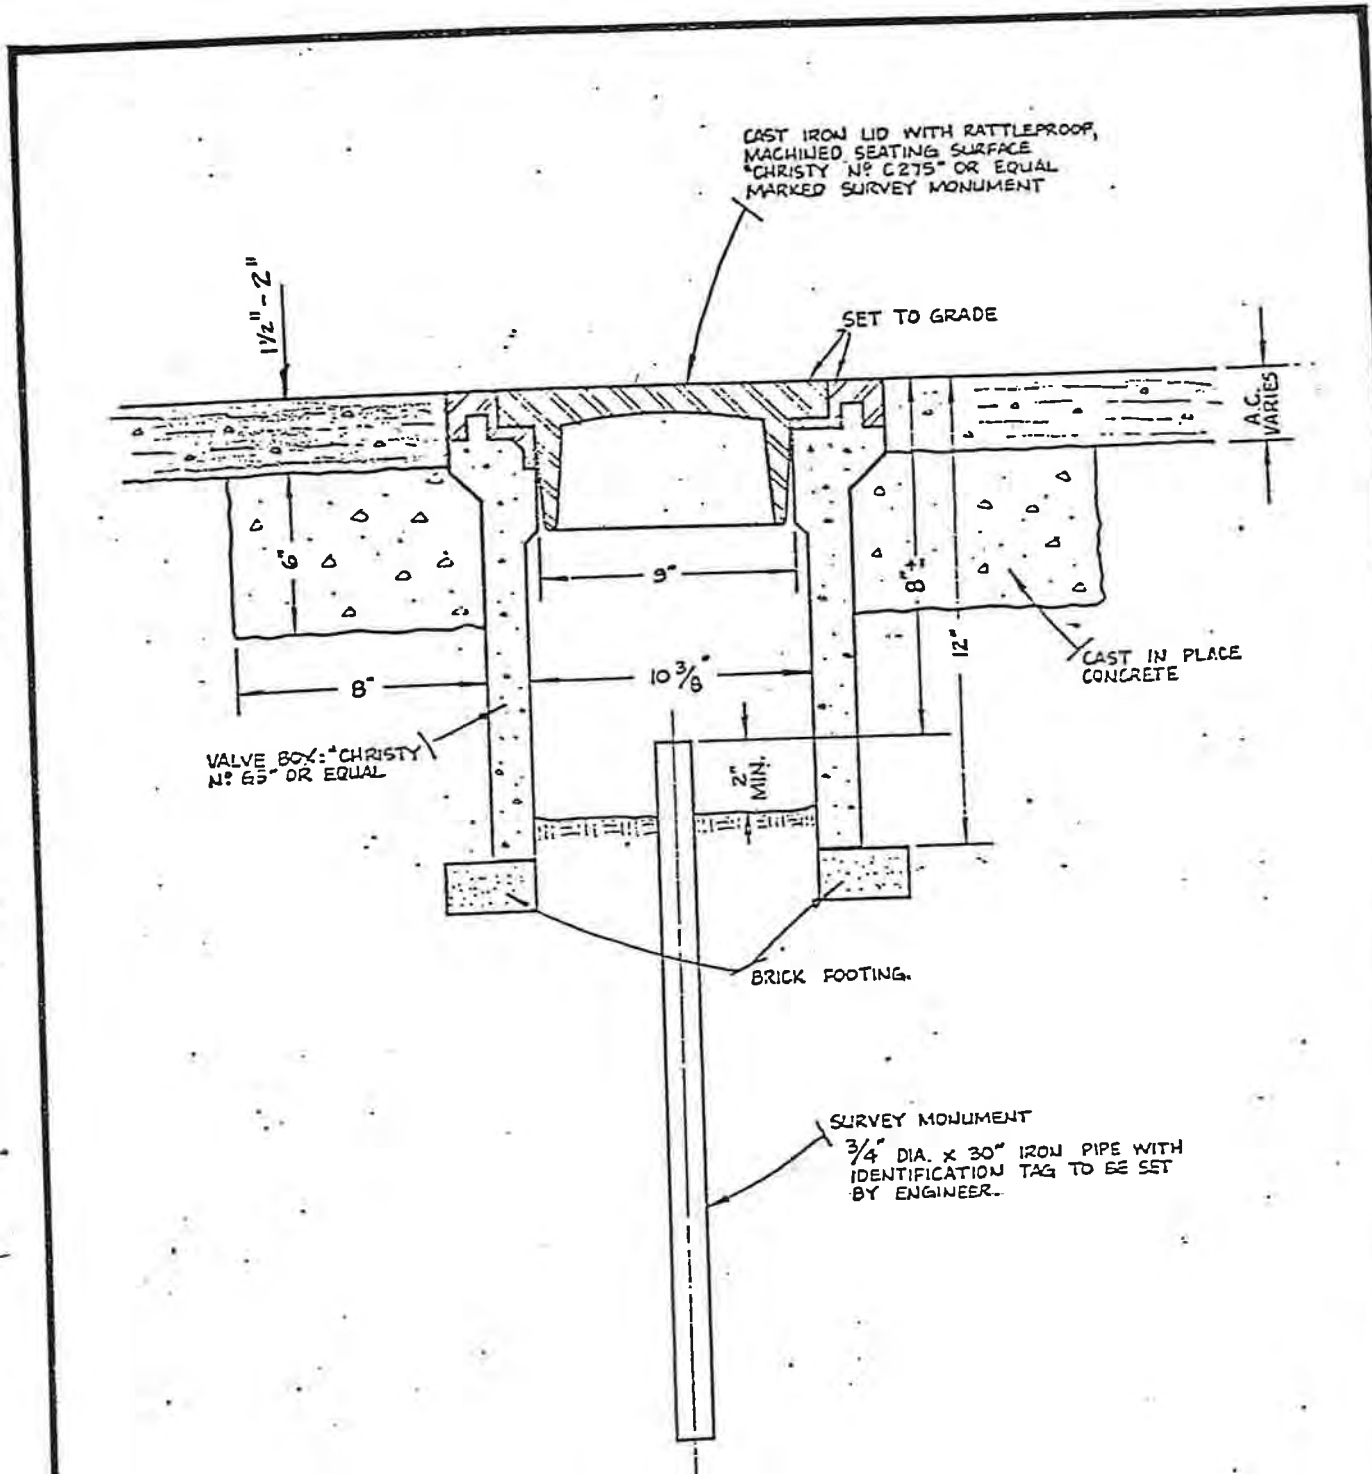 CAST IRON LID WITH RATTLEPROOF,
MACHINED SEATING SURFACE
"CHRISTY Nº C275" OR EQUAL
MARKED SURVEY MONUMENT
1½" - 2"
SET TO GRADE
A.C.
VARIES
6"
9"
8"±
12"
CAST IN PLACE
CONCRETE
8"
10 3/8"
VALVE BOX: "CHRISTY
Nº G5" OR EQUAL
2"
MIN.
BRICK FOOTING.
SURVEY MONUMENT
3/4" DIA. x 30" IRON PIPE WITH
IDENTIFICATION TAG TO BE SET
BY ENGINEER.